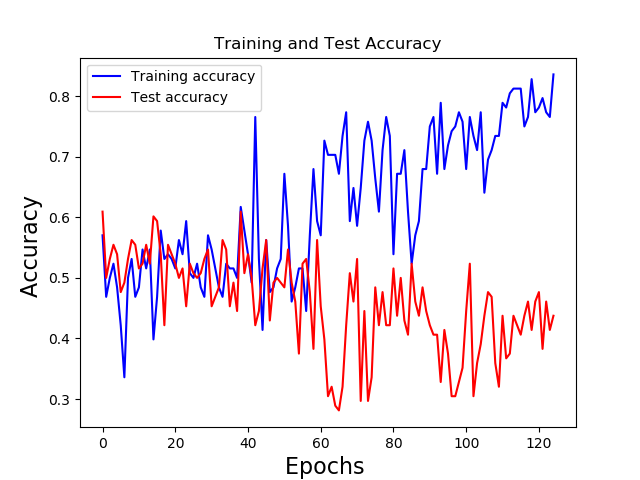 Training and Test Accuracy
Training accuracy
Test accuracy
0.8
0.7
0.6
0.5
0.4
0.3
Accuracy
0 20 40 60 80 100 120
Epochs